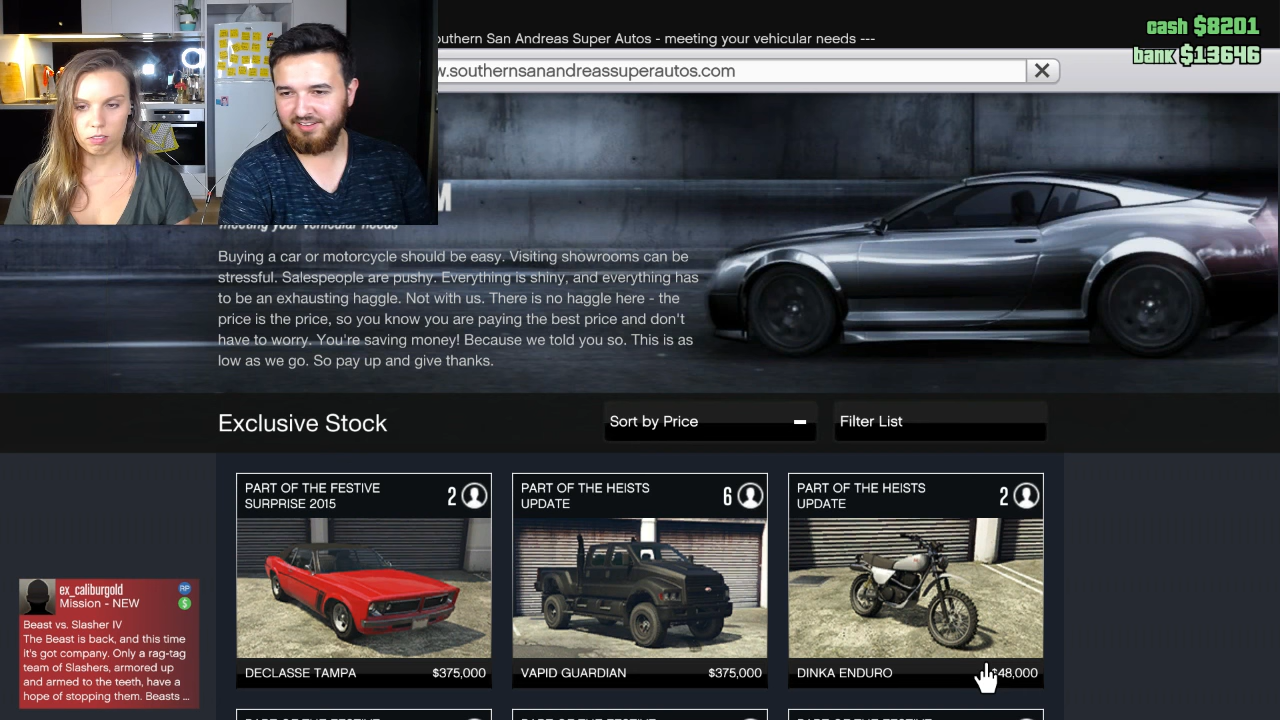 outhern San Andreas Super Autos - meeting your vehicular needs ---
cash $8201
bank $13646
.southernsanandreassuperautos.com
meeting your vehicular needs
Buying a car or motorcycle should be easy. Visiting showrooms can be
stressful. Salespeople are pushy. Everything is shiny, and everything has
to be an exhausting haggle. Not with us. There is no haggle here - the
price is the price, so you know you are paying the best price and don't
have to worry. You're saving money! Because we told you so. This is as
low as we go. So pay up and give thanks.
Exclusive Stock
Sort by Price
Filter List
PART OF THE FESTIVE
SURPRISE 2015
2
PART OF THE HEISTS
UPDATE
6
PART OF THE HEISTS
UPDATE
2
DECLASSE TAMPA
$375,000
VAPID GUARDIAN
$375,000
DINKA ENDURO
48,000
ex_caliburgold
RP
Mission - NEW
$
Beast vs. Slasher IV
The Beast is back, and this time
it's got company. Only a rag-tag
team of Slashers, armored up
and armed to the teeth, have a
hope of stopping them. Beasts ...